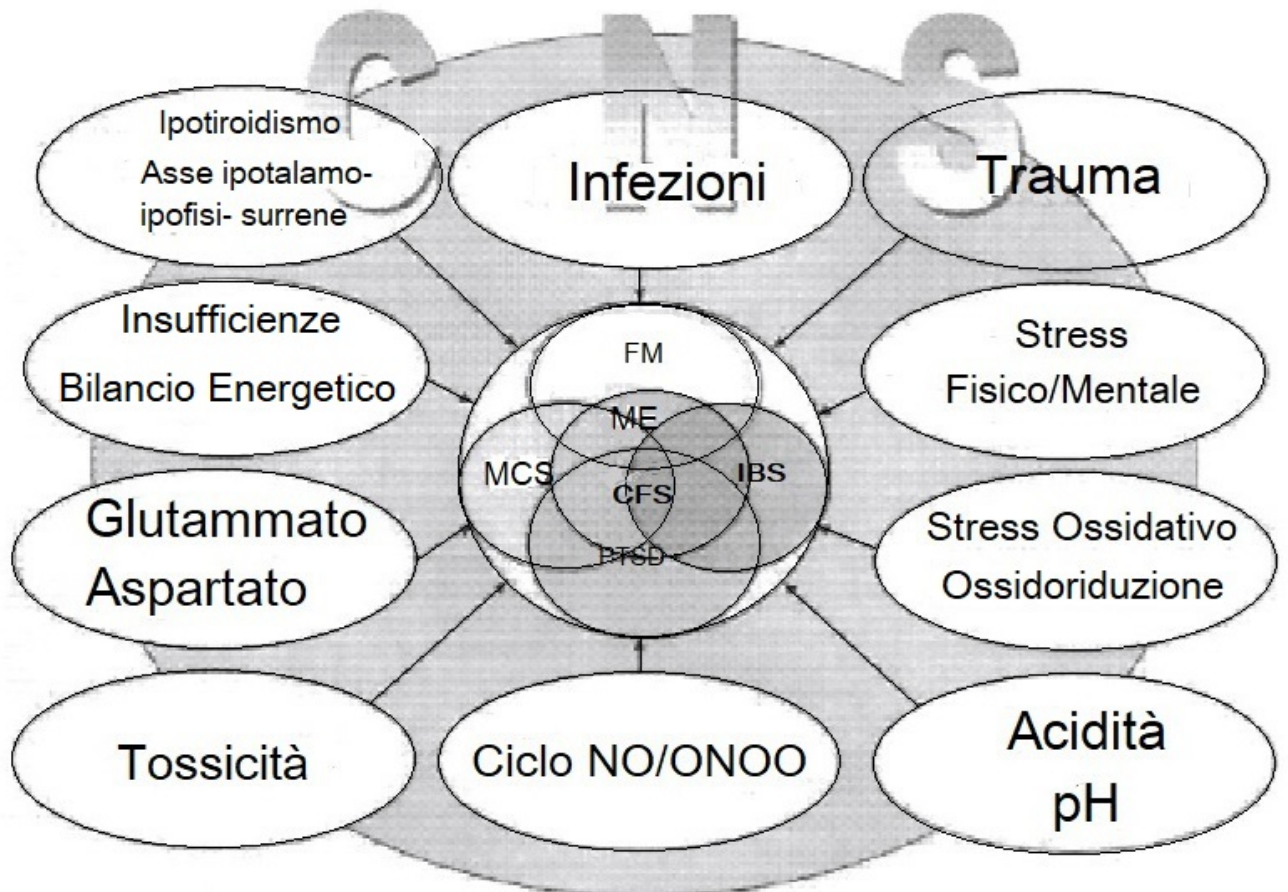 C N S
Ipotiroidismo
Asse ipotalamo-
ipofisi- surrene
Infezioni
Trauma
Insufficienze
Bilancio Energetico
Stress
Fisico/Mentale
FM
ME
MCS
CFS
IBS
PTSD
Glutammato
Aspartato
Stress Ossidativo
Ossidoriduzione
Tossicità
Ciclo NO/ONOO
Acidità
pH